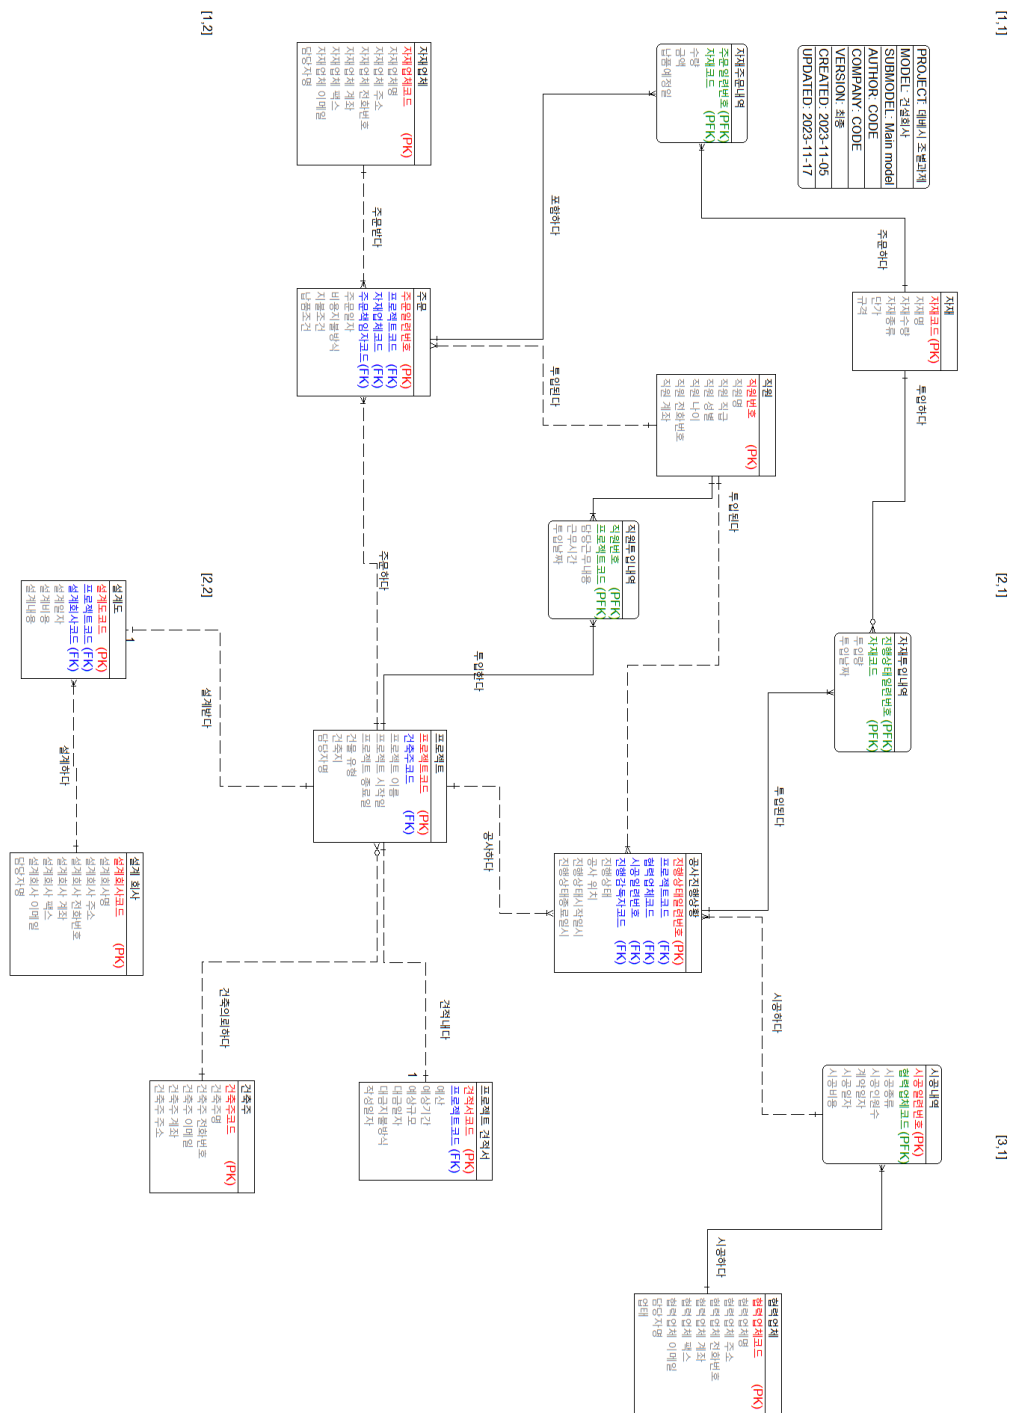 [1,1]
[2,1]
[3,1]
PROJECT: 데베시 조별과제
MODEL: 건설회사
SUBMODEL: Main model
AUTHOR: CODE
COMPANY: CODE
VERSION: 최종
CREATED: 2023-11-05
UPDATED: 2023-11-17
자재
자재코드 (PK)
자재명
자재수량
자재종류
단가
규격
시공내역
시공일련번호 (PK)
협력업체코드 (PFK)
시공종류
시공인원수
계약일자
시공일자
시공비용
주문하다
투입하다
자재투입내역
진행상태일련번호 (PFK)
자재코드 (PFK)
투입량
투입날짜
자재주문내역
주문일련번호 (PFK)
자재코드 (PFK)
수량
금액
납품예정일
투입된다
시공하다
직원
직원번호 (PK)
직원명
직원 직급
직원 성별
직원 나이
직원 전화번호
직원 계좌
투입된다
협력업체
협력업체코드 (PK)
협력업체명
협력업체 주소
협력업체 전화번호
협력업체 계좌
협력업체 팩스
협력업체 이메일
담당자명
업태
시공하다
공사진행상황
진행상태일련번호 (PK)
프로젝트코드 (FK)
협력업체코드 (FK)
시공일련번호 (FK)
진행감독자코드 (FK)
진행상태
공사 위치
진행상태시작일시
진행상태종료일시
직원투입내역
직원번호 (PFK)
프로젝트코드 (PFK)
담당근무내용
근무시간
투입날짜
포함하다
투입된다
투입하다
공사하다
프로젝트 견적서
견적서코드 (PK)
프로젝트코드 (FK)
예산
예상기간
예상규모
대금일자
대금지불방식
작성일자
견적내다
1
프로젝트
프로젝트코드 (PK)
건축주코드 (FK)
프로젝트 이름
프로젝트 시작일
프로젝트 종료일
건물 유형
건축지
담당자명
자재업체
자재업체코드 (PK)
자재업체명
자재업체 주소
자재업체 전화번호
자재업체 계좌
자재업체 팩스
자재업체 이메일
담당자명
주문받다
주문
주문일련번호 (PK)
프로젝트코드 (FK)
자재업체코드 (FK)
주문책임자코드(FK)
주문일자
비용지불방식
지불조건
납품조건
주문하다
설계받다
건축의뢰하다
건축주
건축주코드 (PK)
건축주명
건축주 전화번호
건축주 이메일
건축주 계좌
건축주 주소
[1,2]
[2,2]
설계도
설계도코드 (PK)
프로젝트코드 (FK)
설계회사코드 (FK)
설계일자
설계비용
설계내용
1
설계하다
설계 회사
설계회사코드 (PK)
설계회사명
설계회사 주소
설계회사 전화번호
설계회사 계좌
설계회사 팩스
설계회사 이메일
담당자명